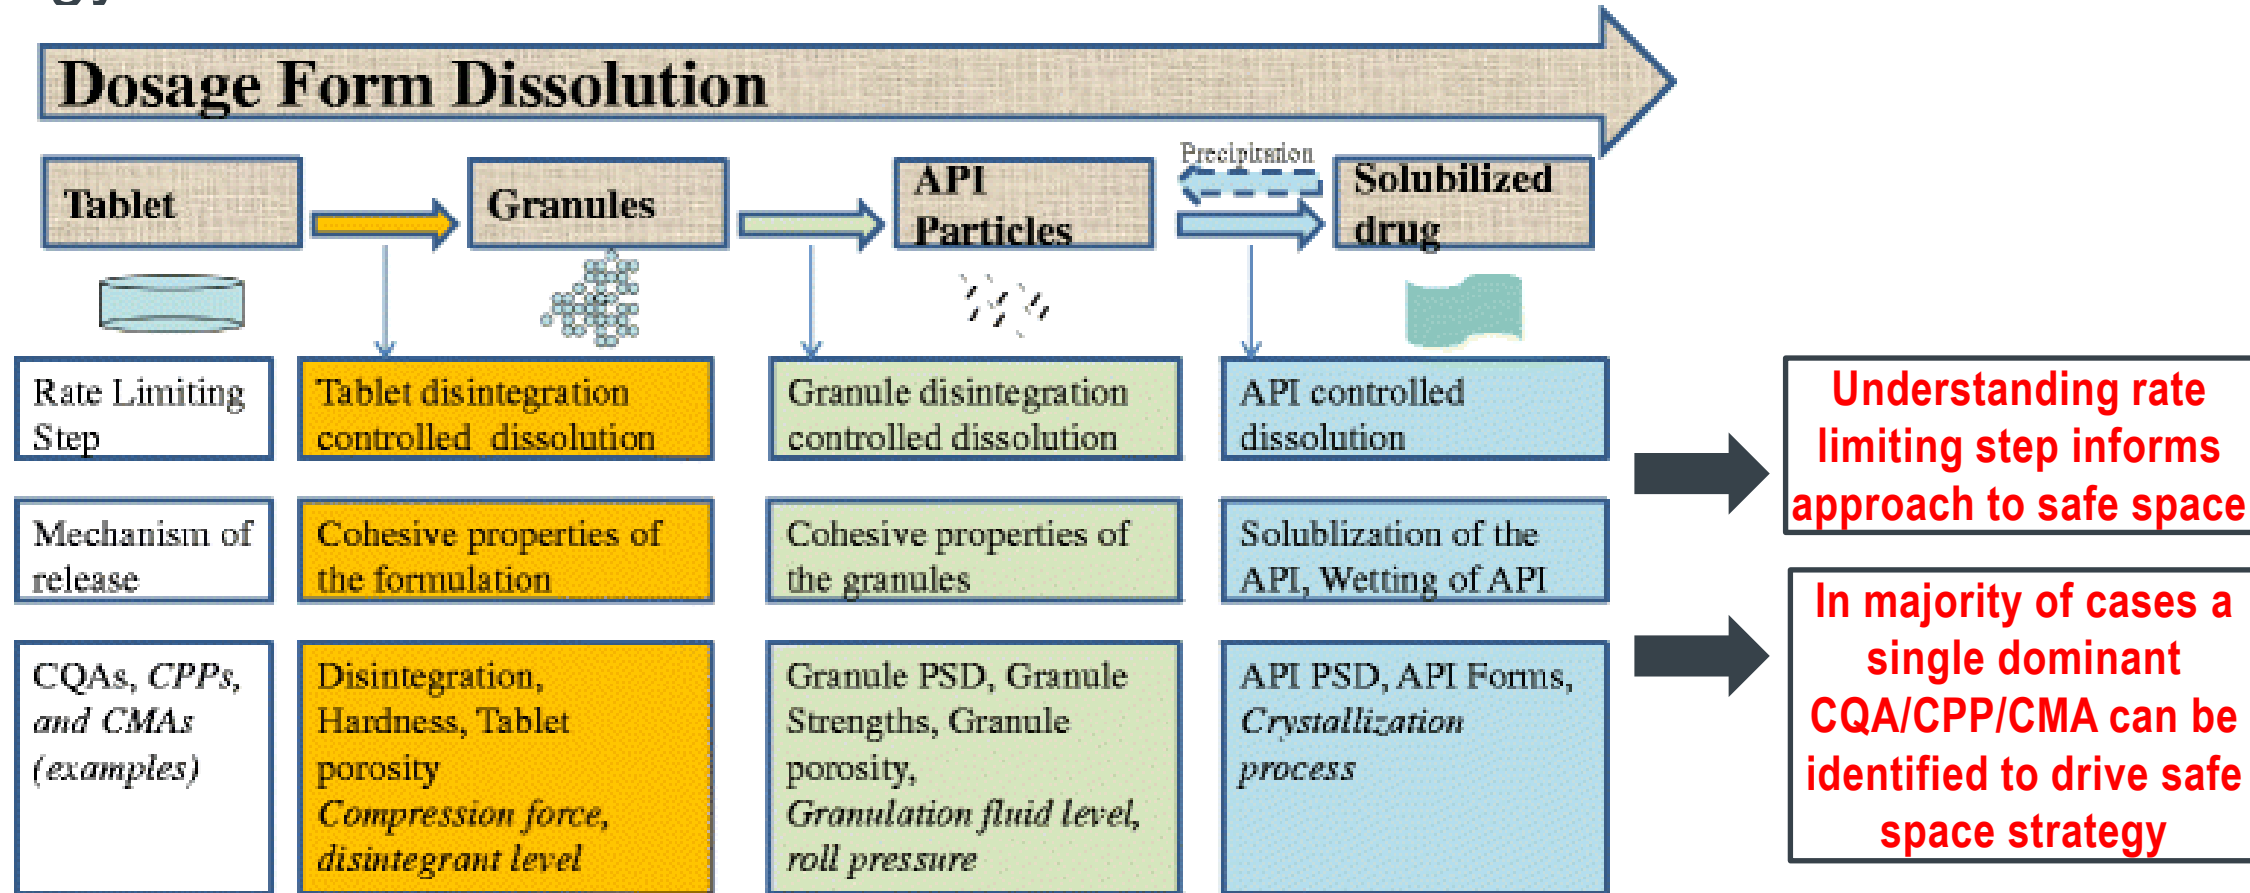 Dosage Form Dissolution
Tablet
Granules
API
Particles
Precipitation
Solubilized
drug
Rate Limiting
Step
Tablet disintegration
controlled dissolution
Granule disintegration
controlled dissolution
API controlled
dissolution
Mechanism of
release
Cohesive properties of
the formulation
Cohesive properties of
the granules
Solublization of the
API, Wetting of API
CQAs, CPPs,
and CMAs
(examples)
Disintegration,
Hardness, Tablet
porosity
Compression force,
disintegrant level
Granule PSD, Granule
Strengths, Granule
porosity,
Granulation fluid level,
roll pressure
API PSD, API Forms,
Crystallization
process
Understanding rate
limiting step informs
approach to safe space
In majority of cases a
single dominant
CQA/CPP/CMA can be
identified to drive safe
space strategy